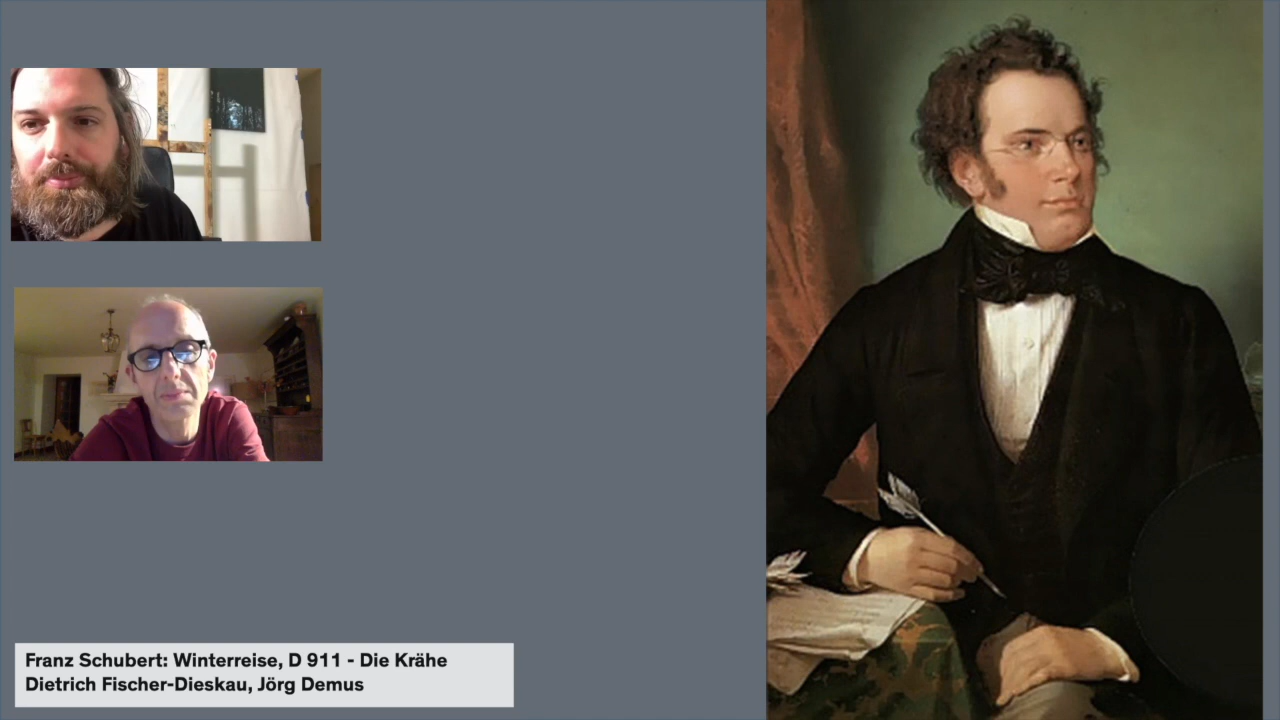 Franz Schubert: Winterreise, D 911 - Die Krähe
Dietrich Fischer-Dieskau, Jörg Demus